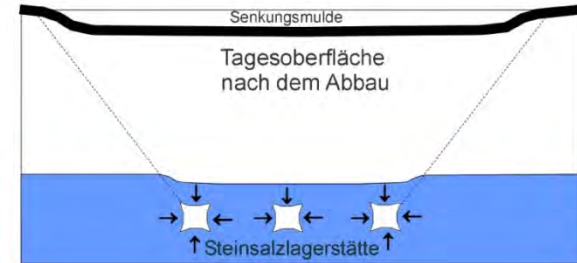 Senkungsmulde
Tagesoberfläche
nach dem Abbau
Steinsalzlagerstätte